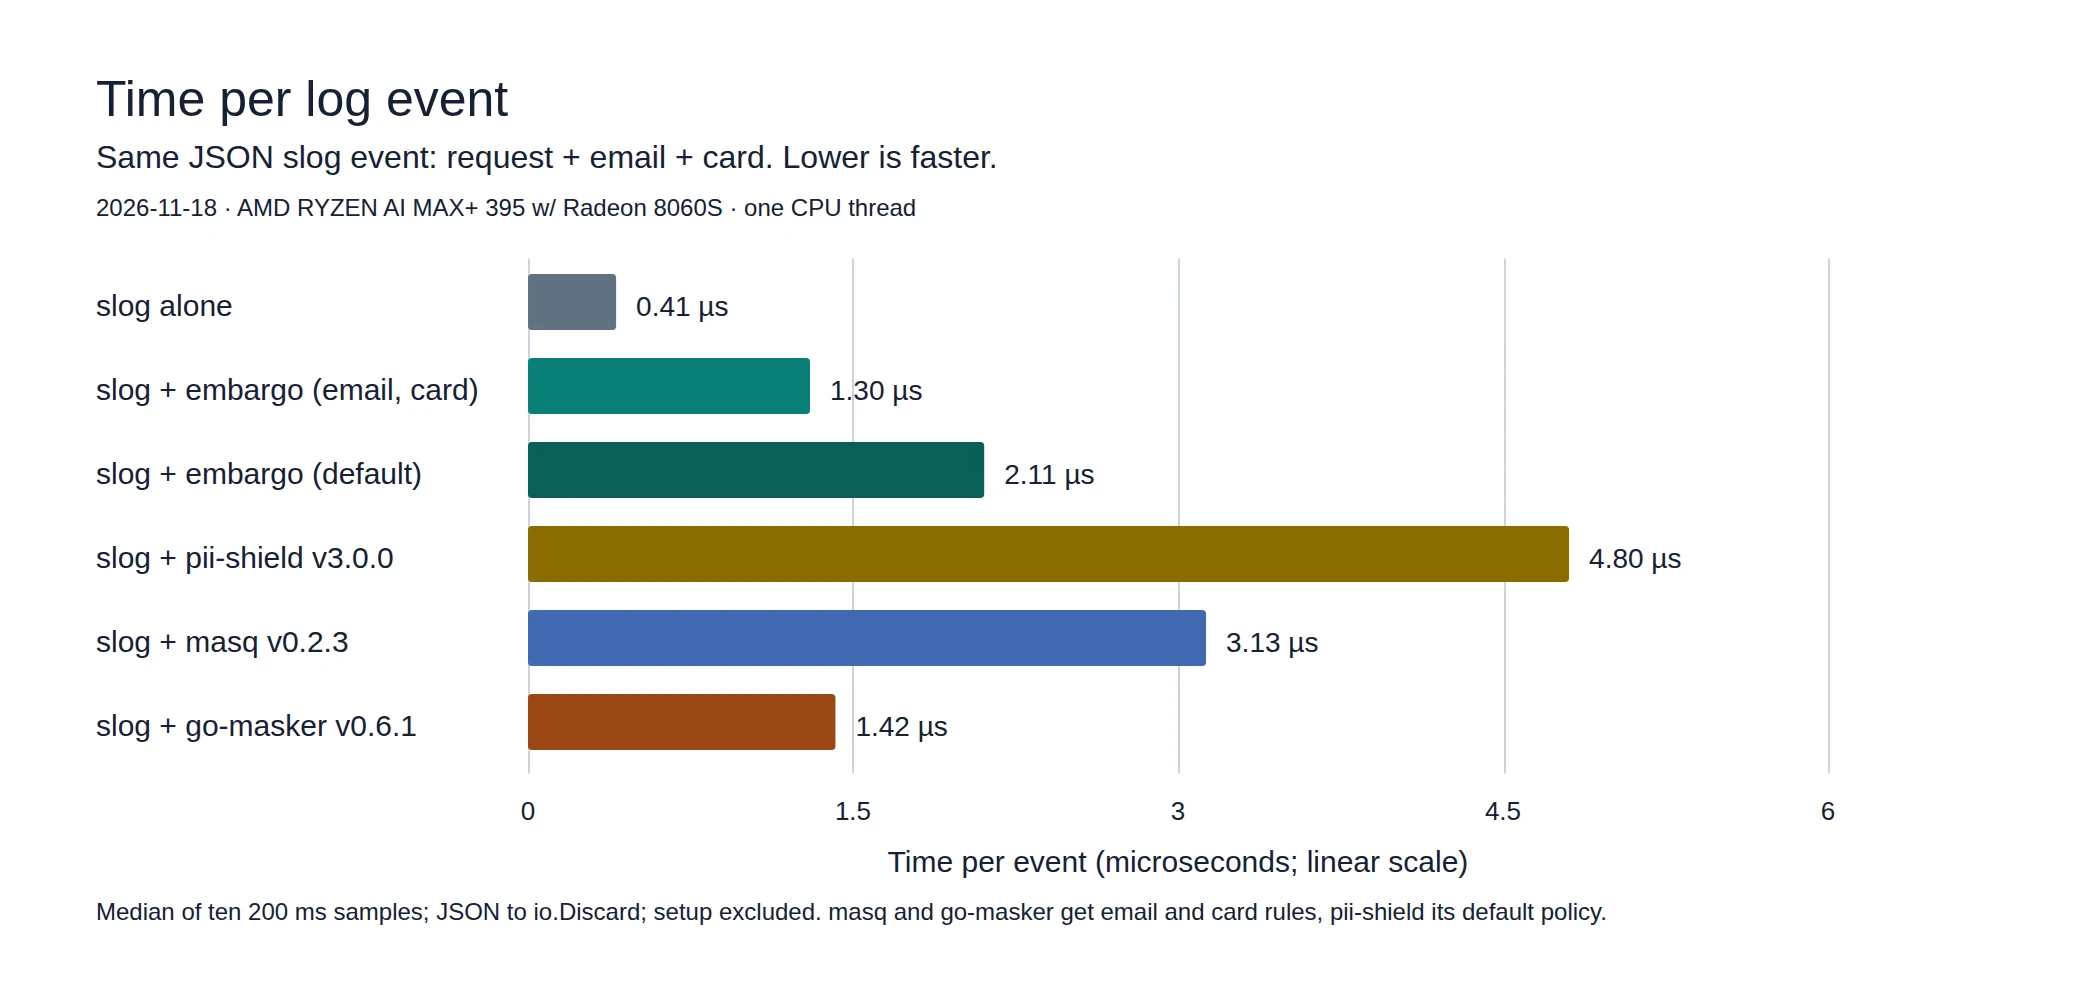 Time per log event
Same JSON slog event: request + email + card. Lower is faster.
2026-11-18 · AMD RYZEN AI MAX+ 395 w/ Radeon 8060S · one CPU thread
slog alone
0.41 µs
slog + embargo (email, card)
1.30 µs
slog + embargo (default)
2.11 µs
slog + pii-shield v3.0.0
4.80 µs
slog + masq v0.2.3
3.13 µs
slog + go-masker v0.6.1
1.42 µs
0 1.5 3 4.5 6
Time per event (microseconds; linear scale)
Median of ten 200 ms samples; JSON to io.Discard; setup excluded. masq and go-masker get email and card rules, pii-shield its default policy.